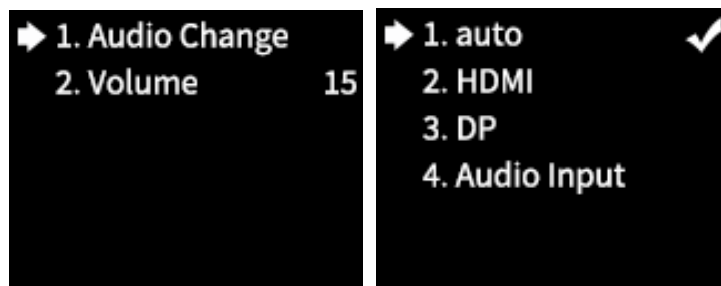 1. Audio Change
2. Volume 15
1. auto
2. HDMI
3. DP
4. Audio Input